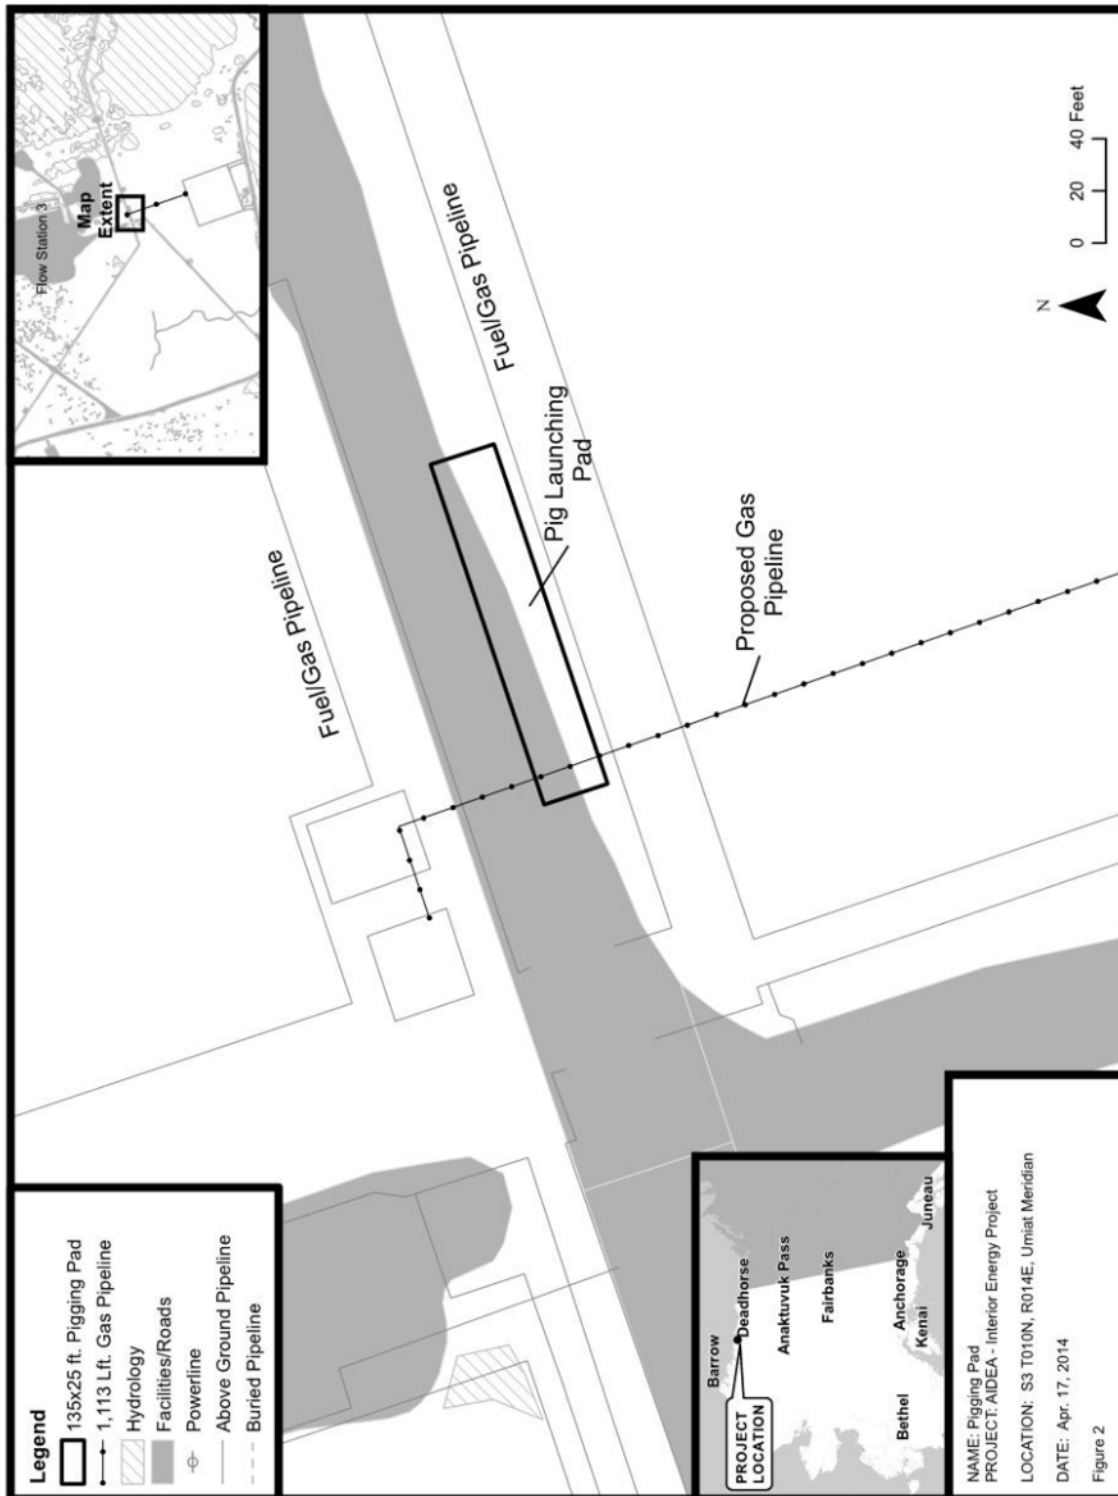 Legend
135x25 ft. Pigging Pad
1,113 Lft. Gas Pipeline
Hydrology
Facilities/Roads
Powerline
Above Ground Pipeline
Buried Pipeline
Flow Station 3
Map
Extent
Fuel/Gas Pipeline
Fuel/Gas Pipeline
Pig Launching
Pad
Proposed Gas
Pipeline
N
0 20 40 Feet
Barrow
Deadhorse
PROJECT
LOCATION
Anaktuvuk Pass
Fairbanks
Bethel
Anchorage
Kenai
Juneau
NAME: Pigging Pad
PROJECT: AIDEA - Interior Energy Project
LOCATION: S3 T010N, R014E, Umiat Meridian
DATE: Apr. 17, 2014
Figure 2